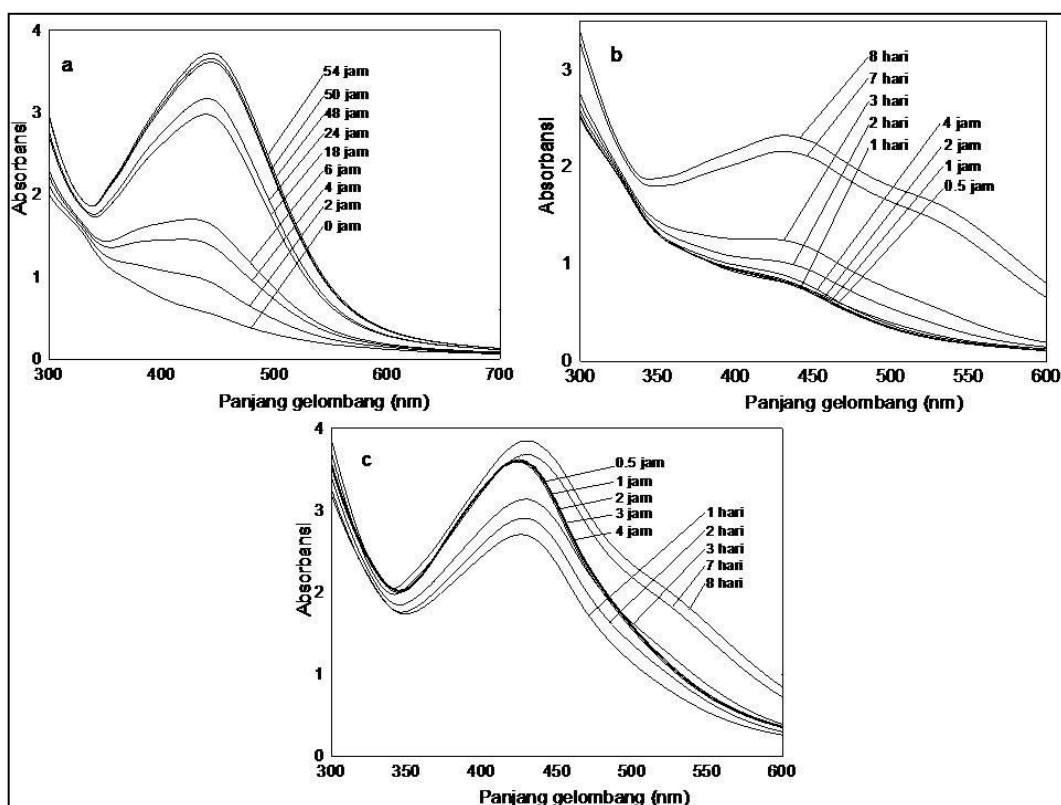 a
Absorbansi
4
3
2
1
0
54 jam
50 jam
48 jam
24 jam
18 jam
6 jam
4 jam
2 jam
0 jam
300 400 500 600 700
Panjang gelombang (nm)
b
Absorbansi
3
2
1
0
8 hari
7 hari
3 hari
2 hari
1 hari
4 jam
2 jam
1 jam
0.5 jam
300 350 400 450 500 550 600
Panjang gelombang (nm)
c
Absorbansi
4
3
2
1
0
0.5 jam
1 jam
2 jam
3 jam
4 jam
1 hari
2 hari
3 hari
7 hari
8 hari
300 350 400 450 500 550 600
Panjang gelombang (nm)